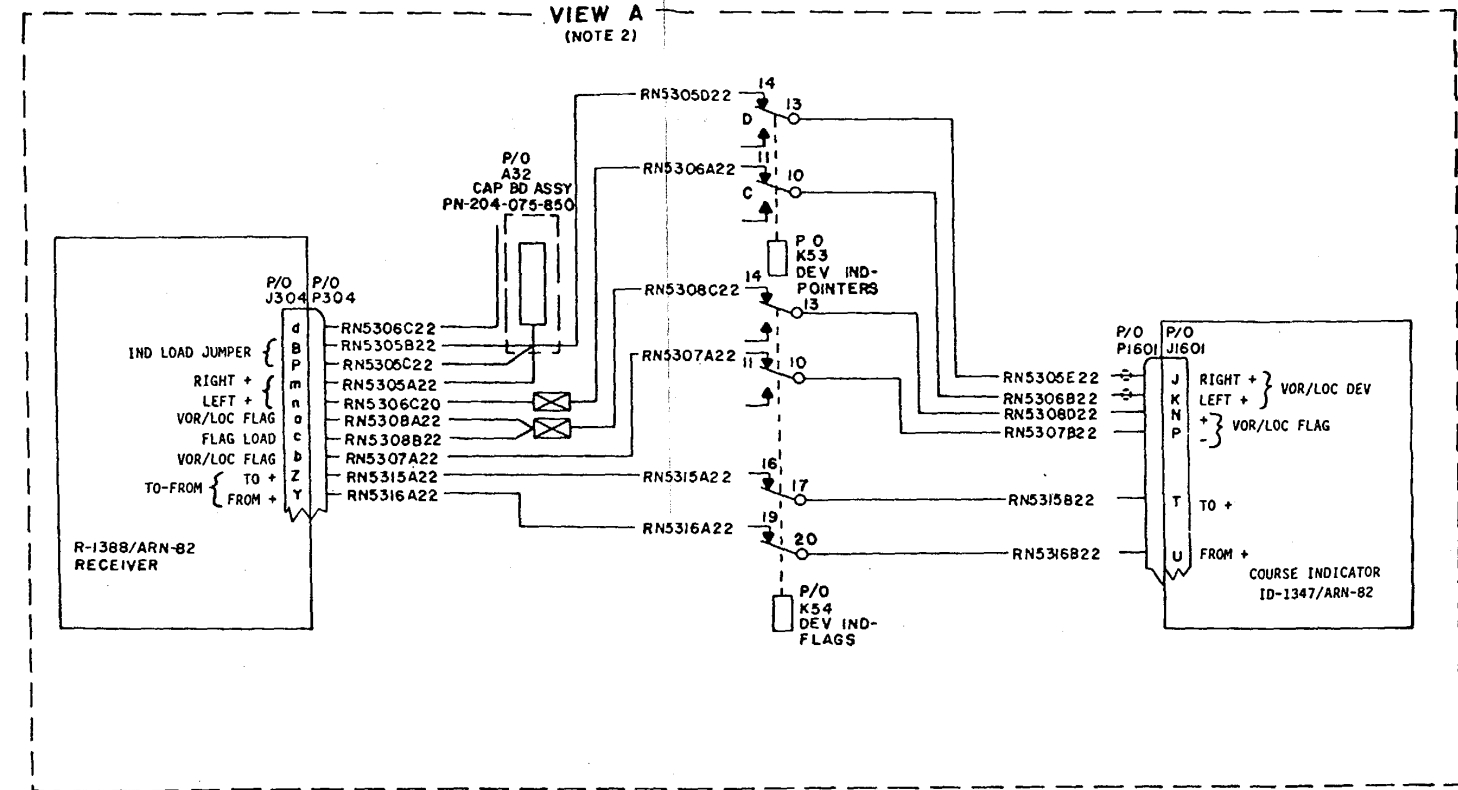 VIEW A
(NOTE 2)
14
RN5305D22
13
D
11
RN5306A22
10
C
P/O
A32
CAP BD ASSY
PN-204-075-850
P O
K53
DEV IND-
POINTERS
14
RN5308C22
13
RN5307A22
11
10
P/O P/O
J304 P304
d RN5306C22
IND LOAD JUMPER { B RN5305B22
P RN5305C22
RIGHT + { m RN5305A22
LEFT + n RN5306C20
VOR/LOC FLAG a RN5308A22
FLAG LOAD c RN5308B22
VOR/LOC FLAG b RN5307A22
TO-FROM { TO + Z RN5315A22
FROM + Y RN5316A22
R-1388/ARN-82
RECEIVER
16
RN5315A22
17
19
RN5316A22
20
P/O
K54
DEV IND-
FLAGS
P/O P/O
P1601 J1601
RN5305E22 J RIGHT + } VOR/LOC DEV
RN5306B22 K LEFT +
RN5308D22 N + } VOR/LOC FLAG
RN5307B22 P -
RN5315B22 T TO +
RN5316B22 U FROM +
COURSE INDICATOR
ID-1347/ARN-82